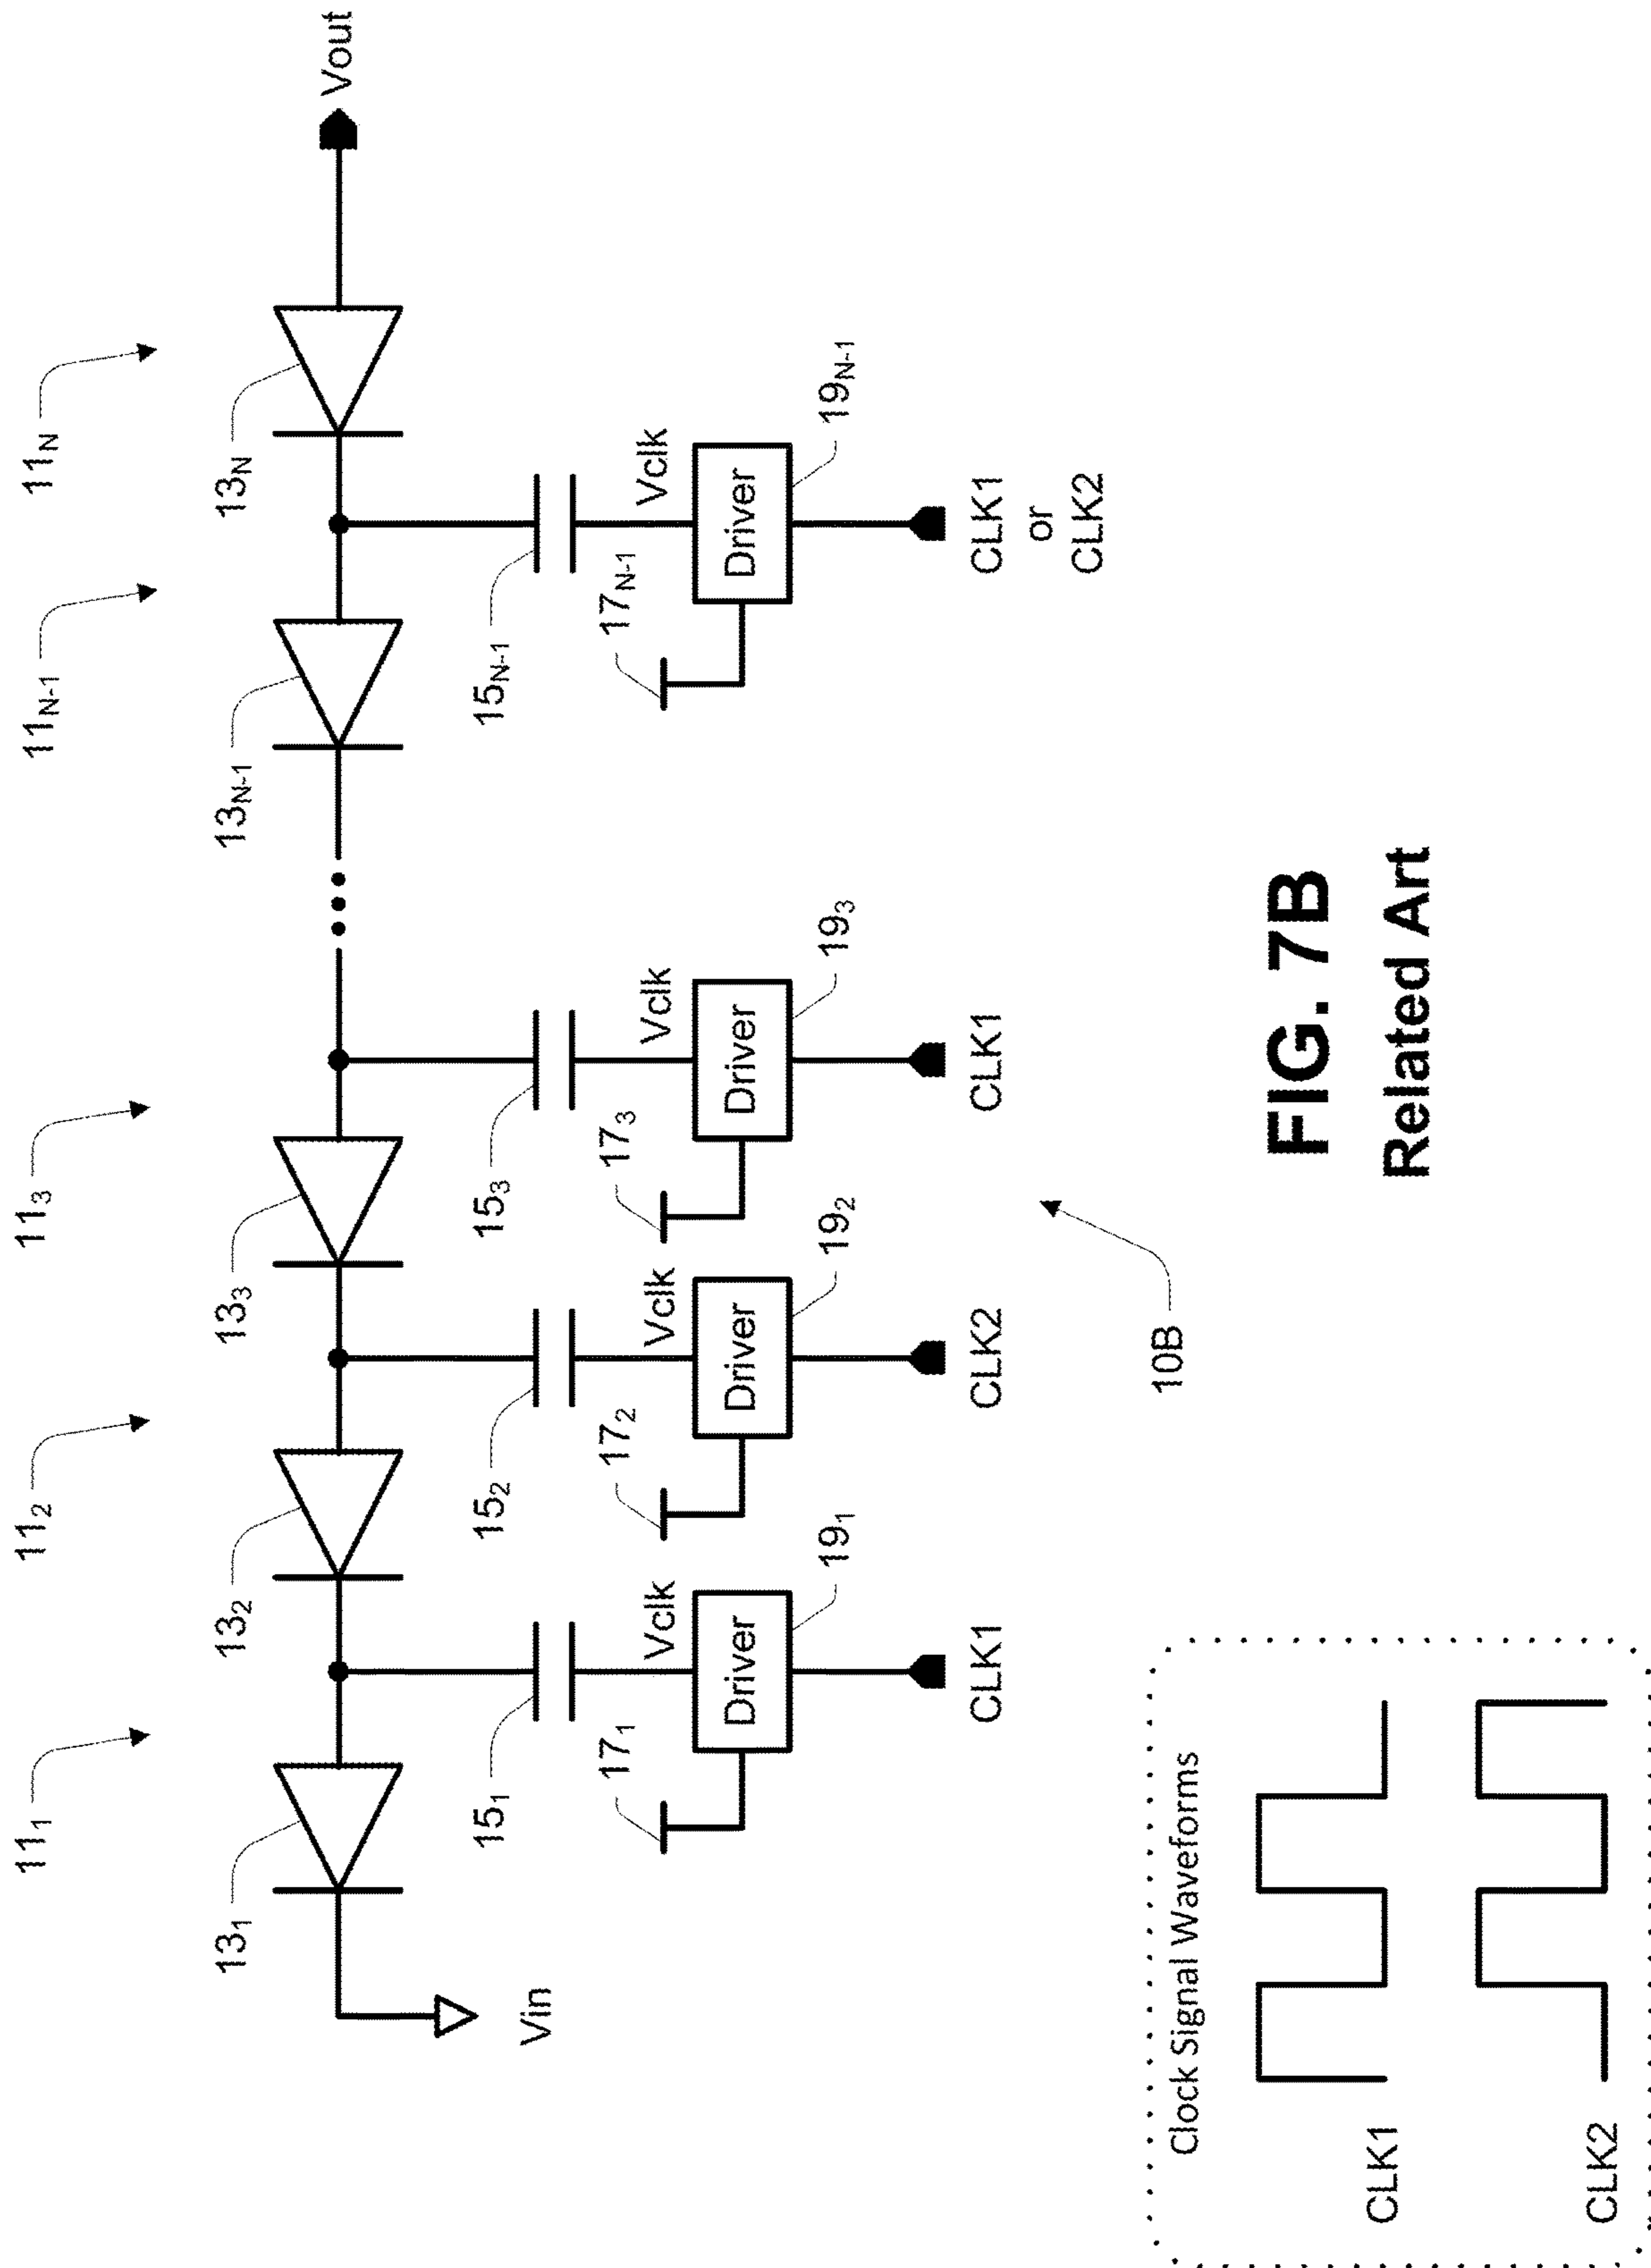 11₁
11₂
11₃
11N-1
11N
13₁
13₂
13₃
13N-1
13N
Vout
Vin
15₁
15₂
15₃
15N-1
17₁
Vclk
17₂
Vclk
17₃
Vclk
17N-1
Vclk
Driver
Driver
Driver
Driver
19₁
19₂
19₃
19N-1
CLK1
CLK2
CLK1
CLK1
or
CLK2
10B
Clock Signal Waveforms
CLK1
CLK2
FIG. 7B
Related Art